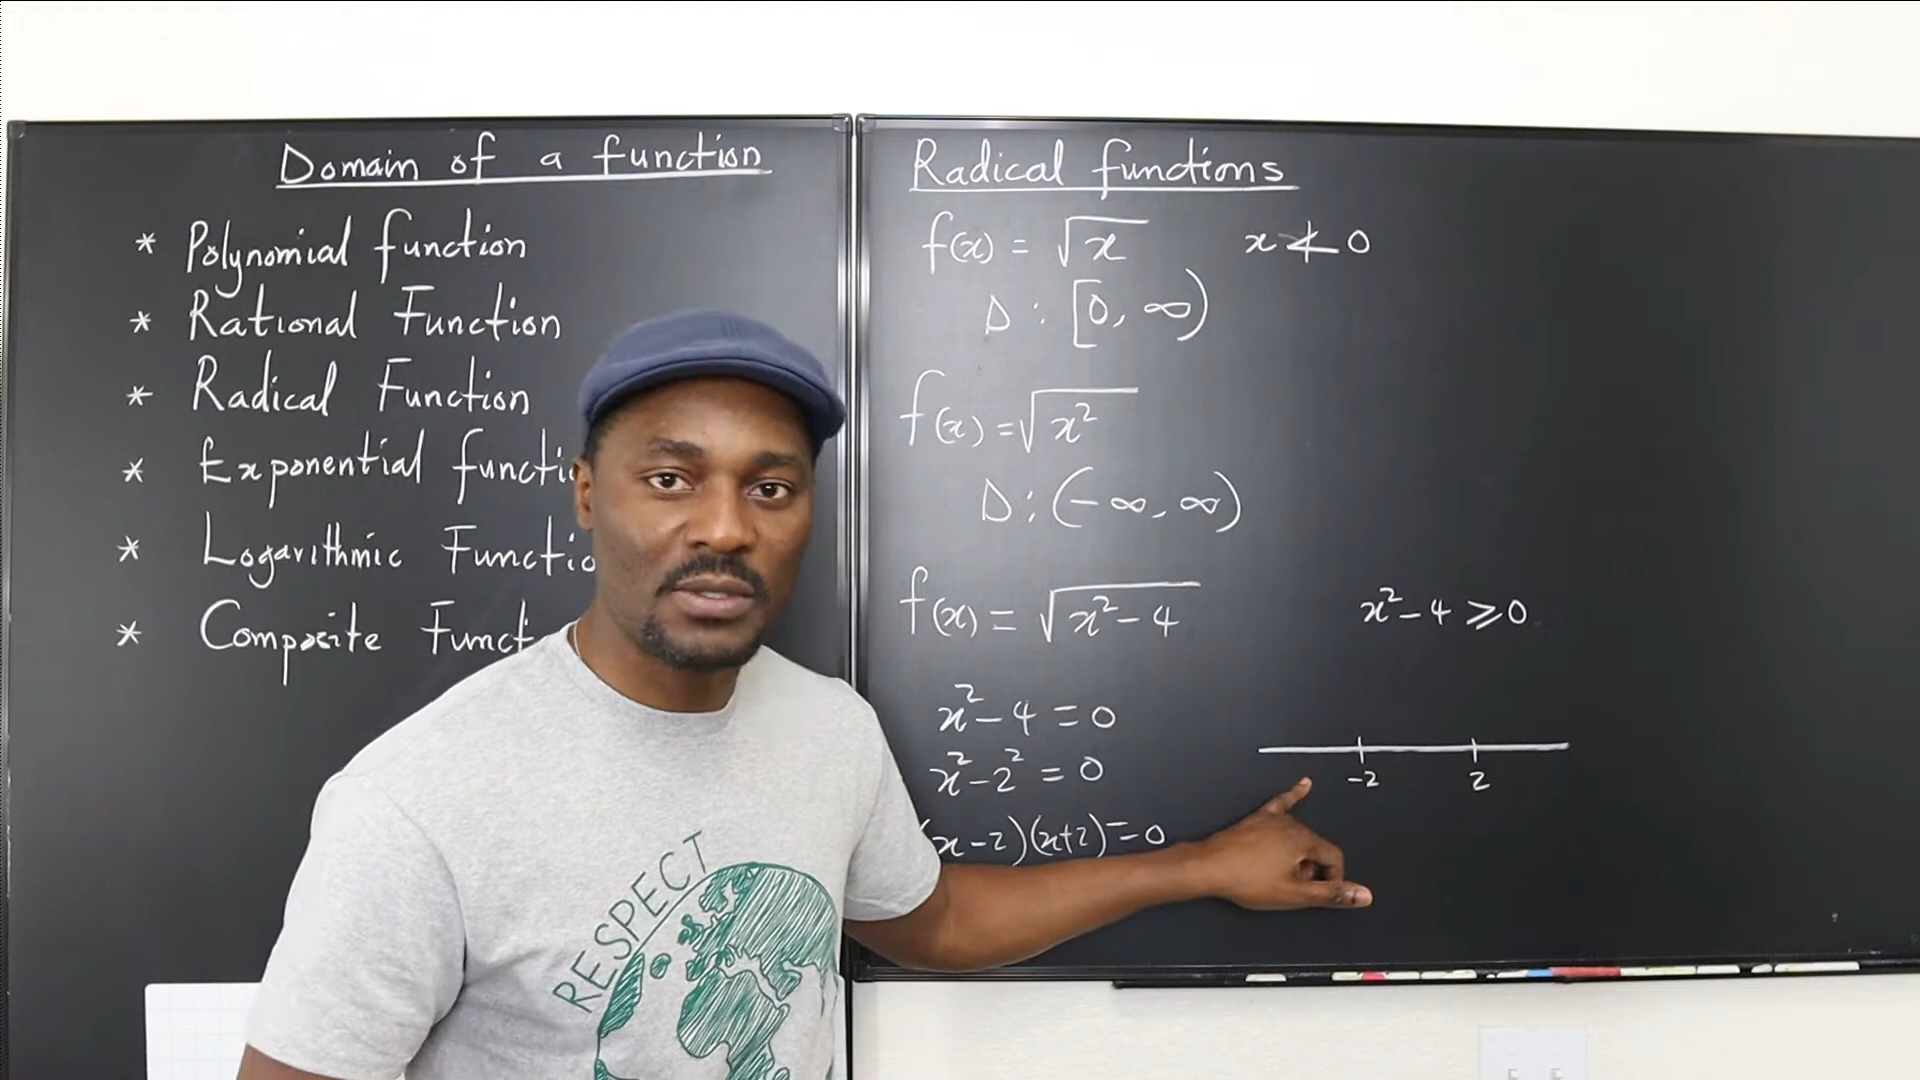 Domain of a function
* Polynomial function
* Rational Function
* Radical Function
* Exponential functio
* Logarithmic Functio
* Composite Funct
Radical functions
f(x) = √x x ≮ 0
D : [0, ∞)
f(x) = √x²
D : (-∞, ∞)
f(x) = √x² - 4 x² - 4 ⩾ 0
x² - 4 = 0
x² - 2² = 0
(x - 2)(x+2) = 0
-2 2
RESPECT